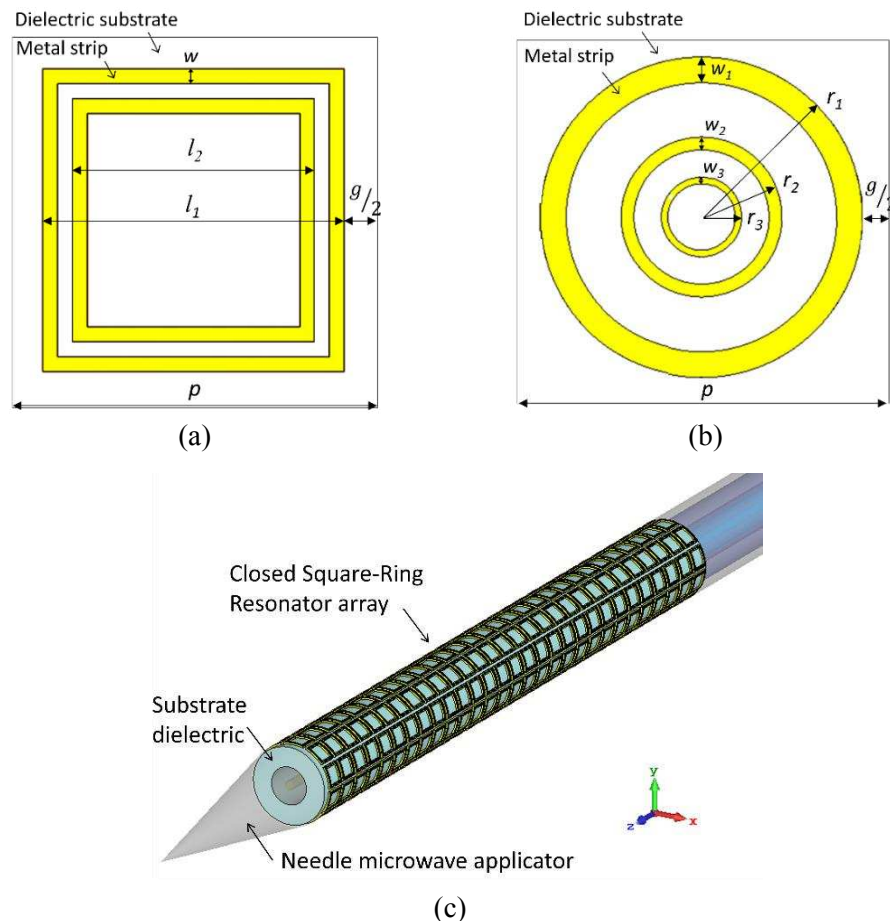 Dielectric substrate
Metal strip
w
l2
l1
g/2
p
(a)
Dielectric substrate
Metal strip
w1
r1
w2
w3
r2
r3
g/2
p
(b)
Closed Square-Ring
Resonator array
Substrate
dielectric
Needle microwave applicator
y
x
z
(c)